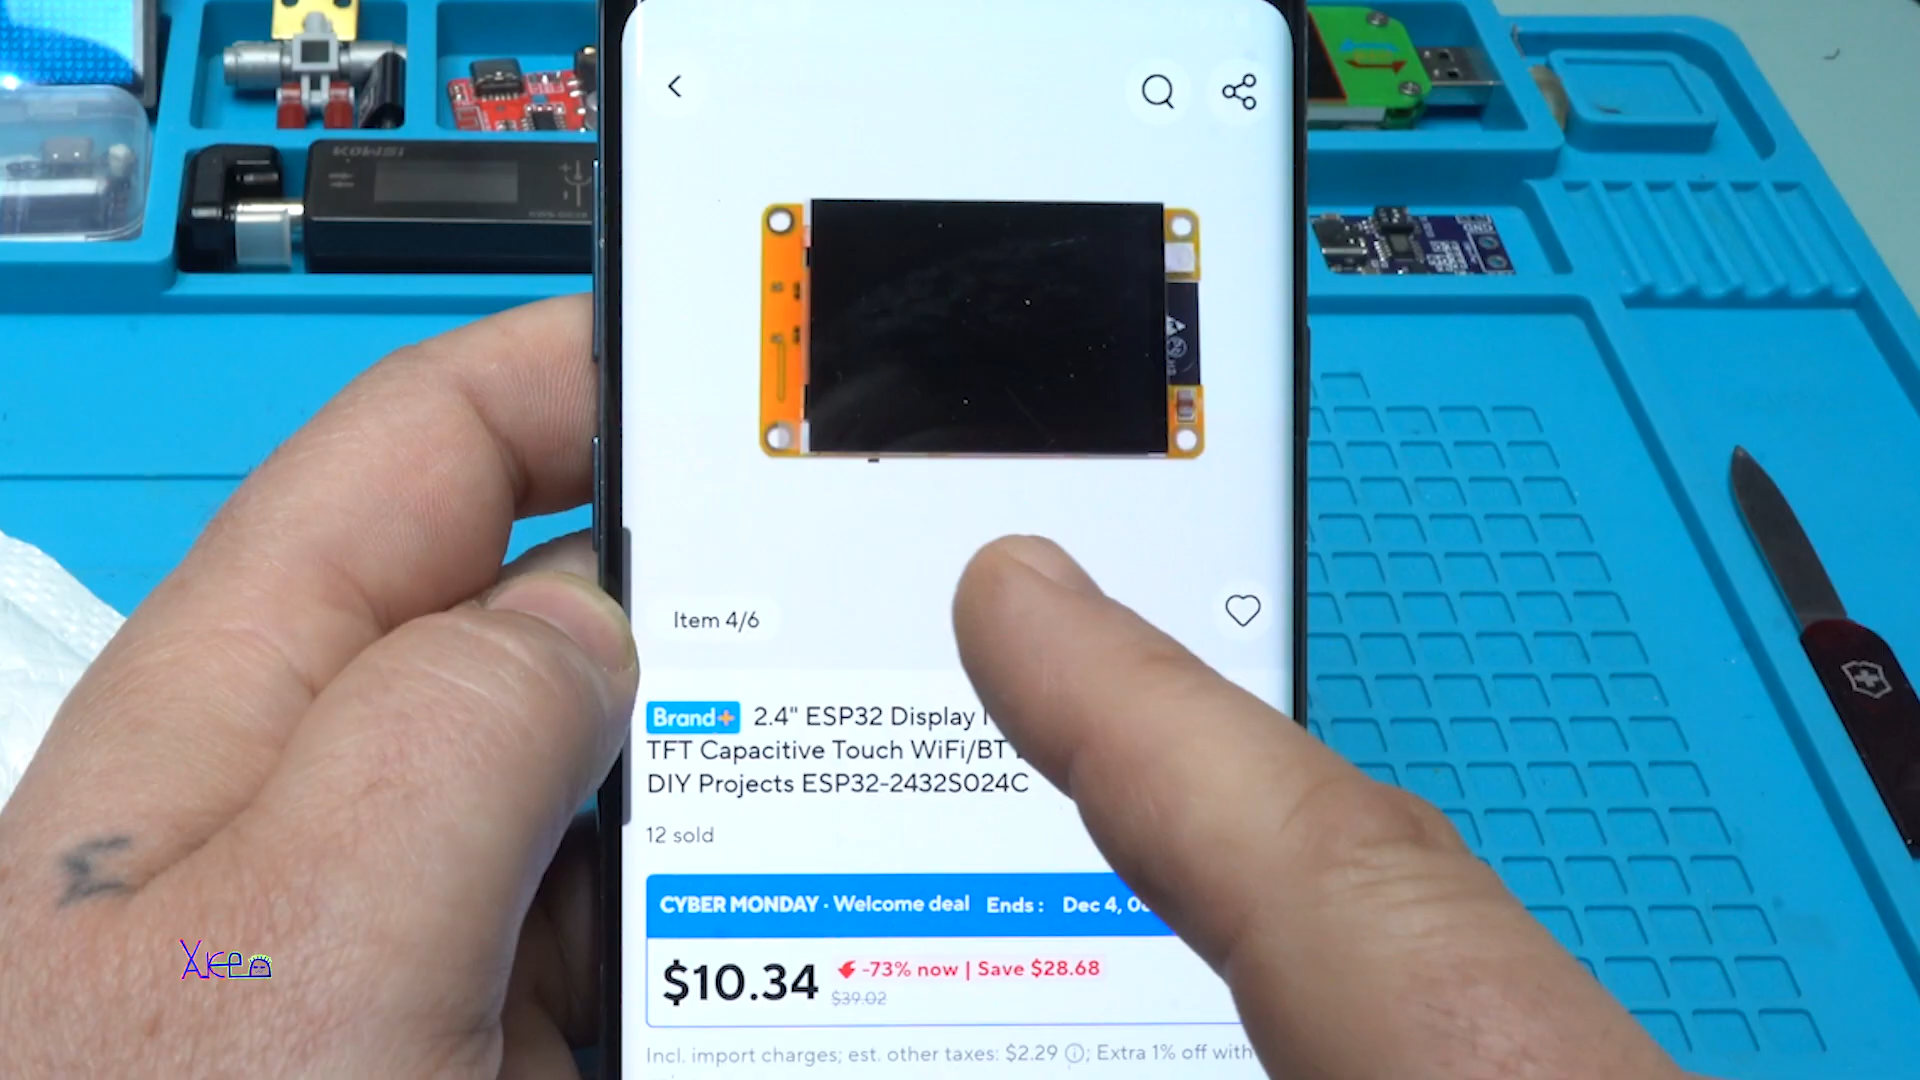 KOWSI
Item 4/6
Brand+ 2.4" ESP32 Display
TFT Capacitive Touch WiFi/BT
DIY Projects ESP32-2432S024C
12 sold
CYBER MONDAY · Welcome deal Ends: Dec 4,
$10.34 -73% now | Save $28.68
$39.02
Incl. import charges; est. other taxes: $2.29 ⓘ; Extra 1% off with